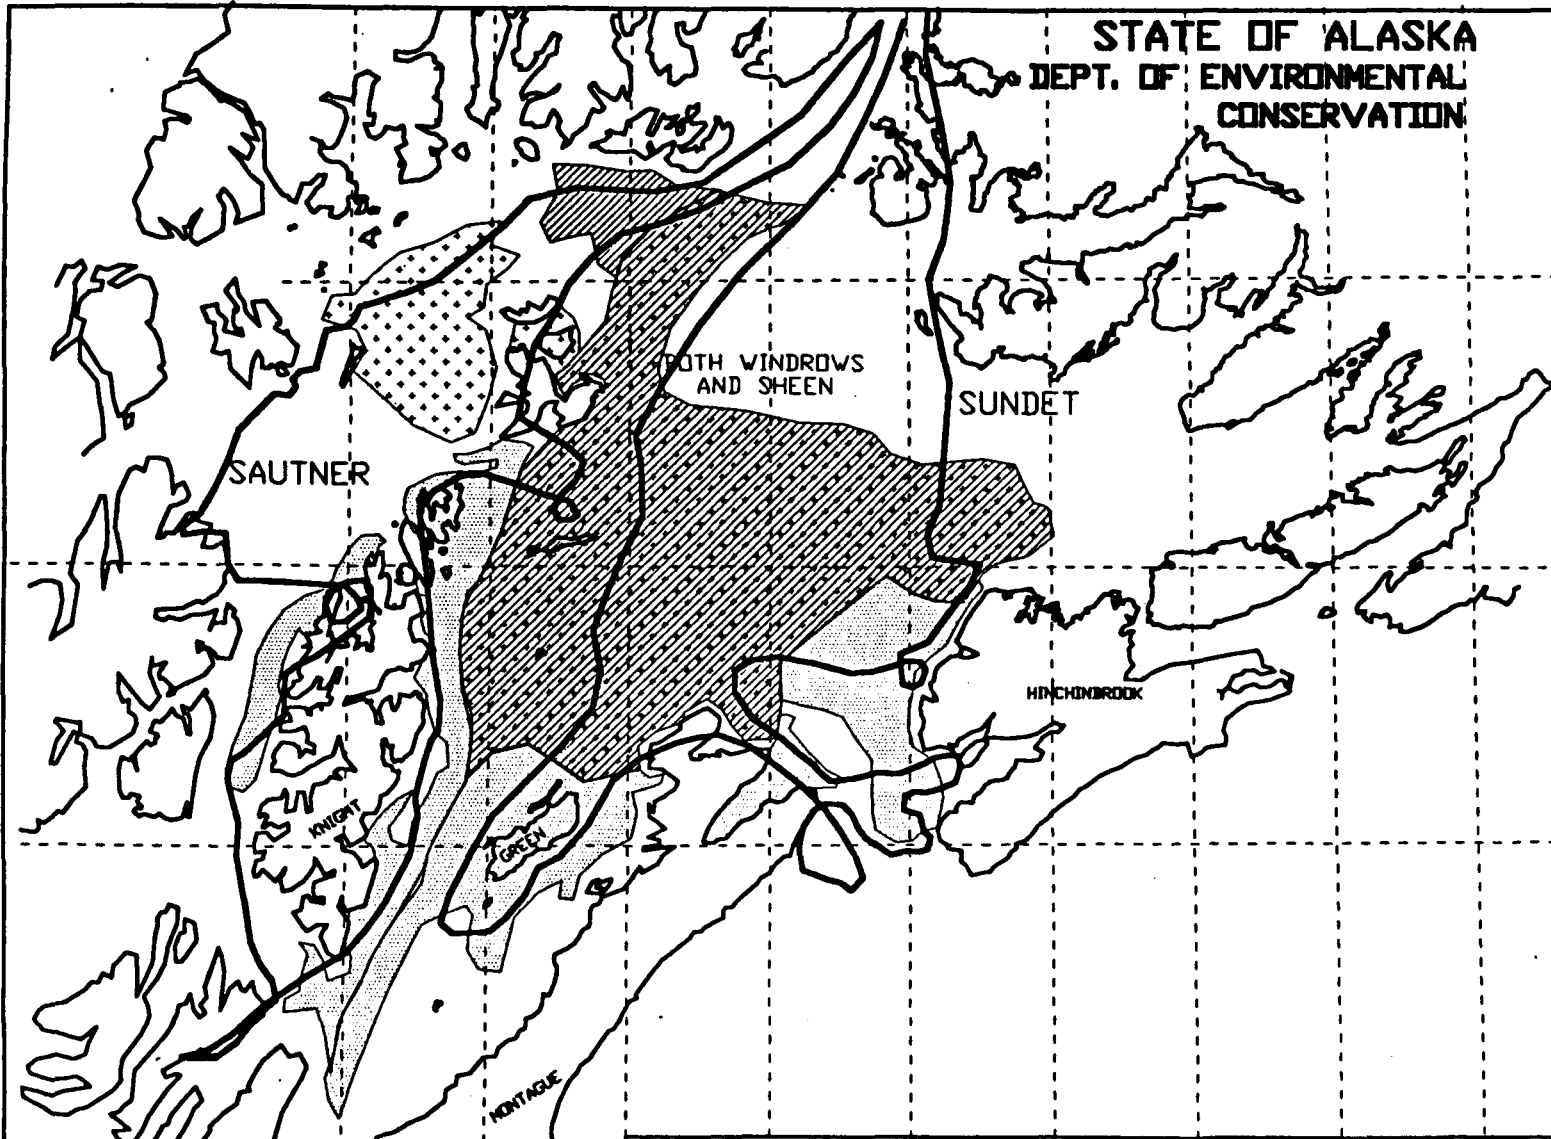 STATE OF ALASKA
DEPT. OF ENVIRONMENTAL
CONSERVATION
BOTH WINDROWS
AND SHEEN
SUNDET
SAUTNER
HINCHINBROOK
KNIGHT
GREEN
MONTAGUE